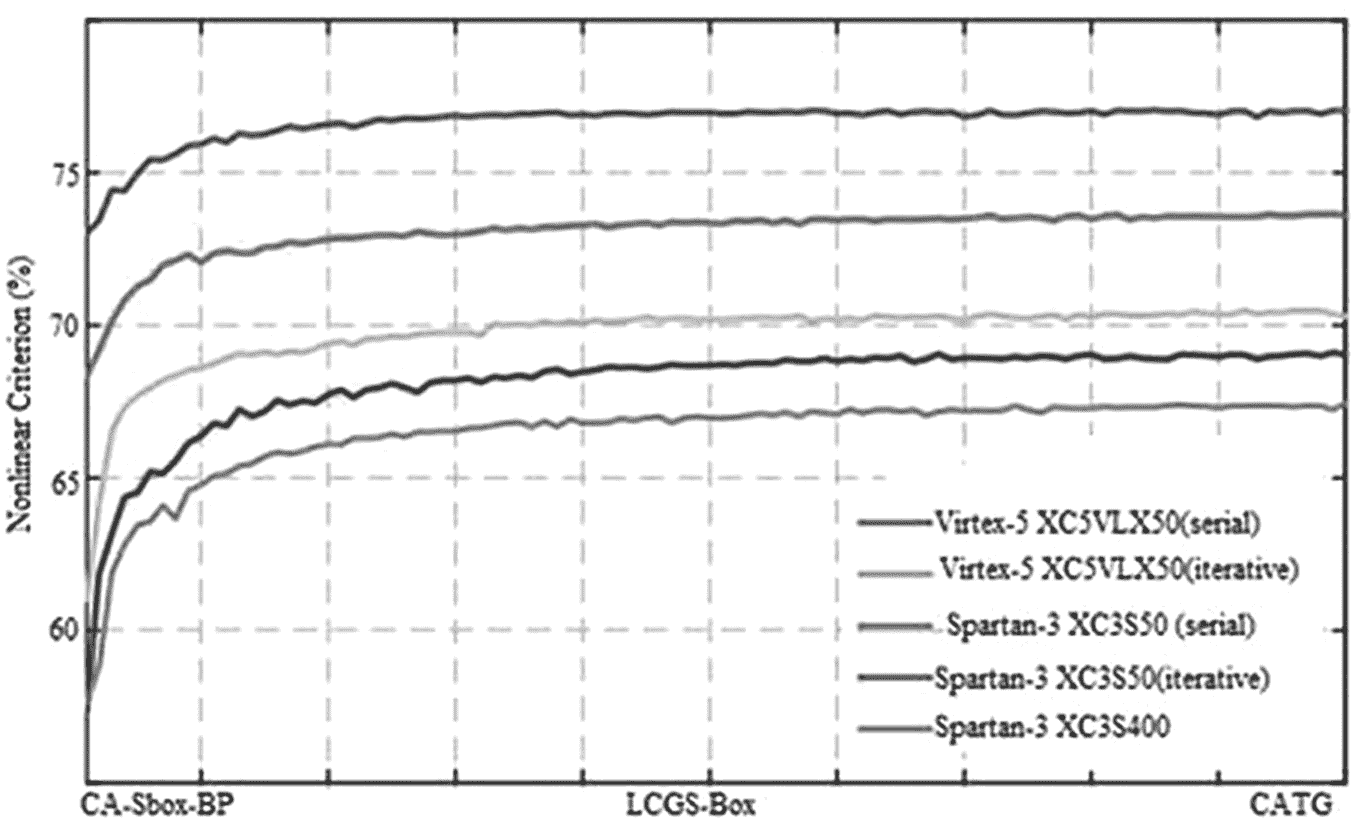 Nonlinear Criterion (%)
75
70
65
60
Virtex-5 XC5VLX50(serial)
Virtex-5 XC5VLX50(iterative)
Spartan-3 XC3S50 (serial)
Spartan-3 XC3S50(iterative)
Spartan-3 XC3S400
CA-Sbox-BP LCGS-Box CATG